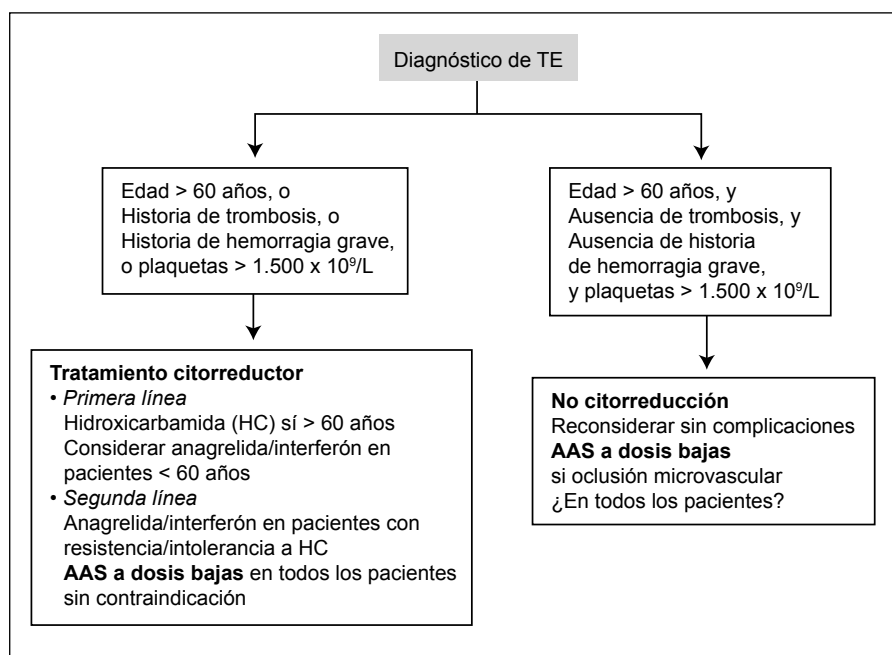 Diagnóstico de TE
Edad > 60 años, o
Historia de trombosis, o
Historia de hemorragia grave,
o plaquetas > 1.500 x 10⁹/L
Edad > 60 años, y
Ausencia de trombosis, y
Ausencia de historia
de hemorragia grave,
y plaquetas > 1.500 x 10⁹/L
Tratamiento citorreductor
• Primera línea
Hidroxicarbamida (HC) sí > 60 años
Considerar anagrelida/interferón en
pacientes < 60 años
• Segunda línea
Anagrelida/interferón en pacientes con
resistencia/intolerancia a HC
AAS a dosis bajas en todos los pacientes
sin contraindicación
No citorreducción
Reconsiderar sin complicaciones
AAS a dosis bajas
si oclusión microvascular
¿En todos los pacientes?